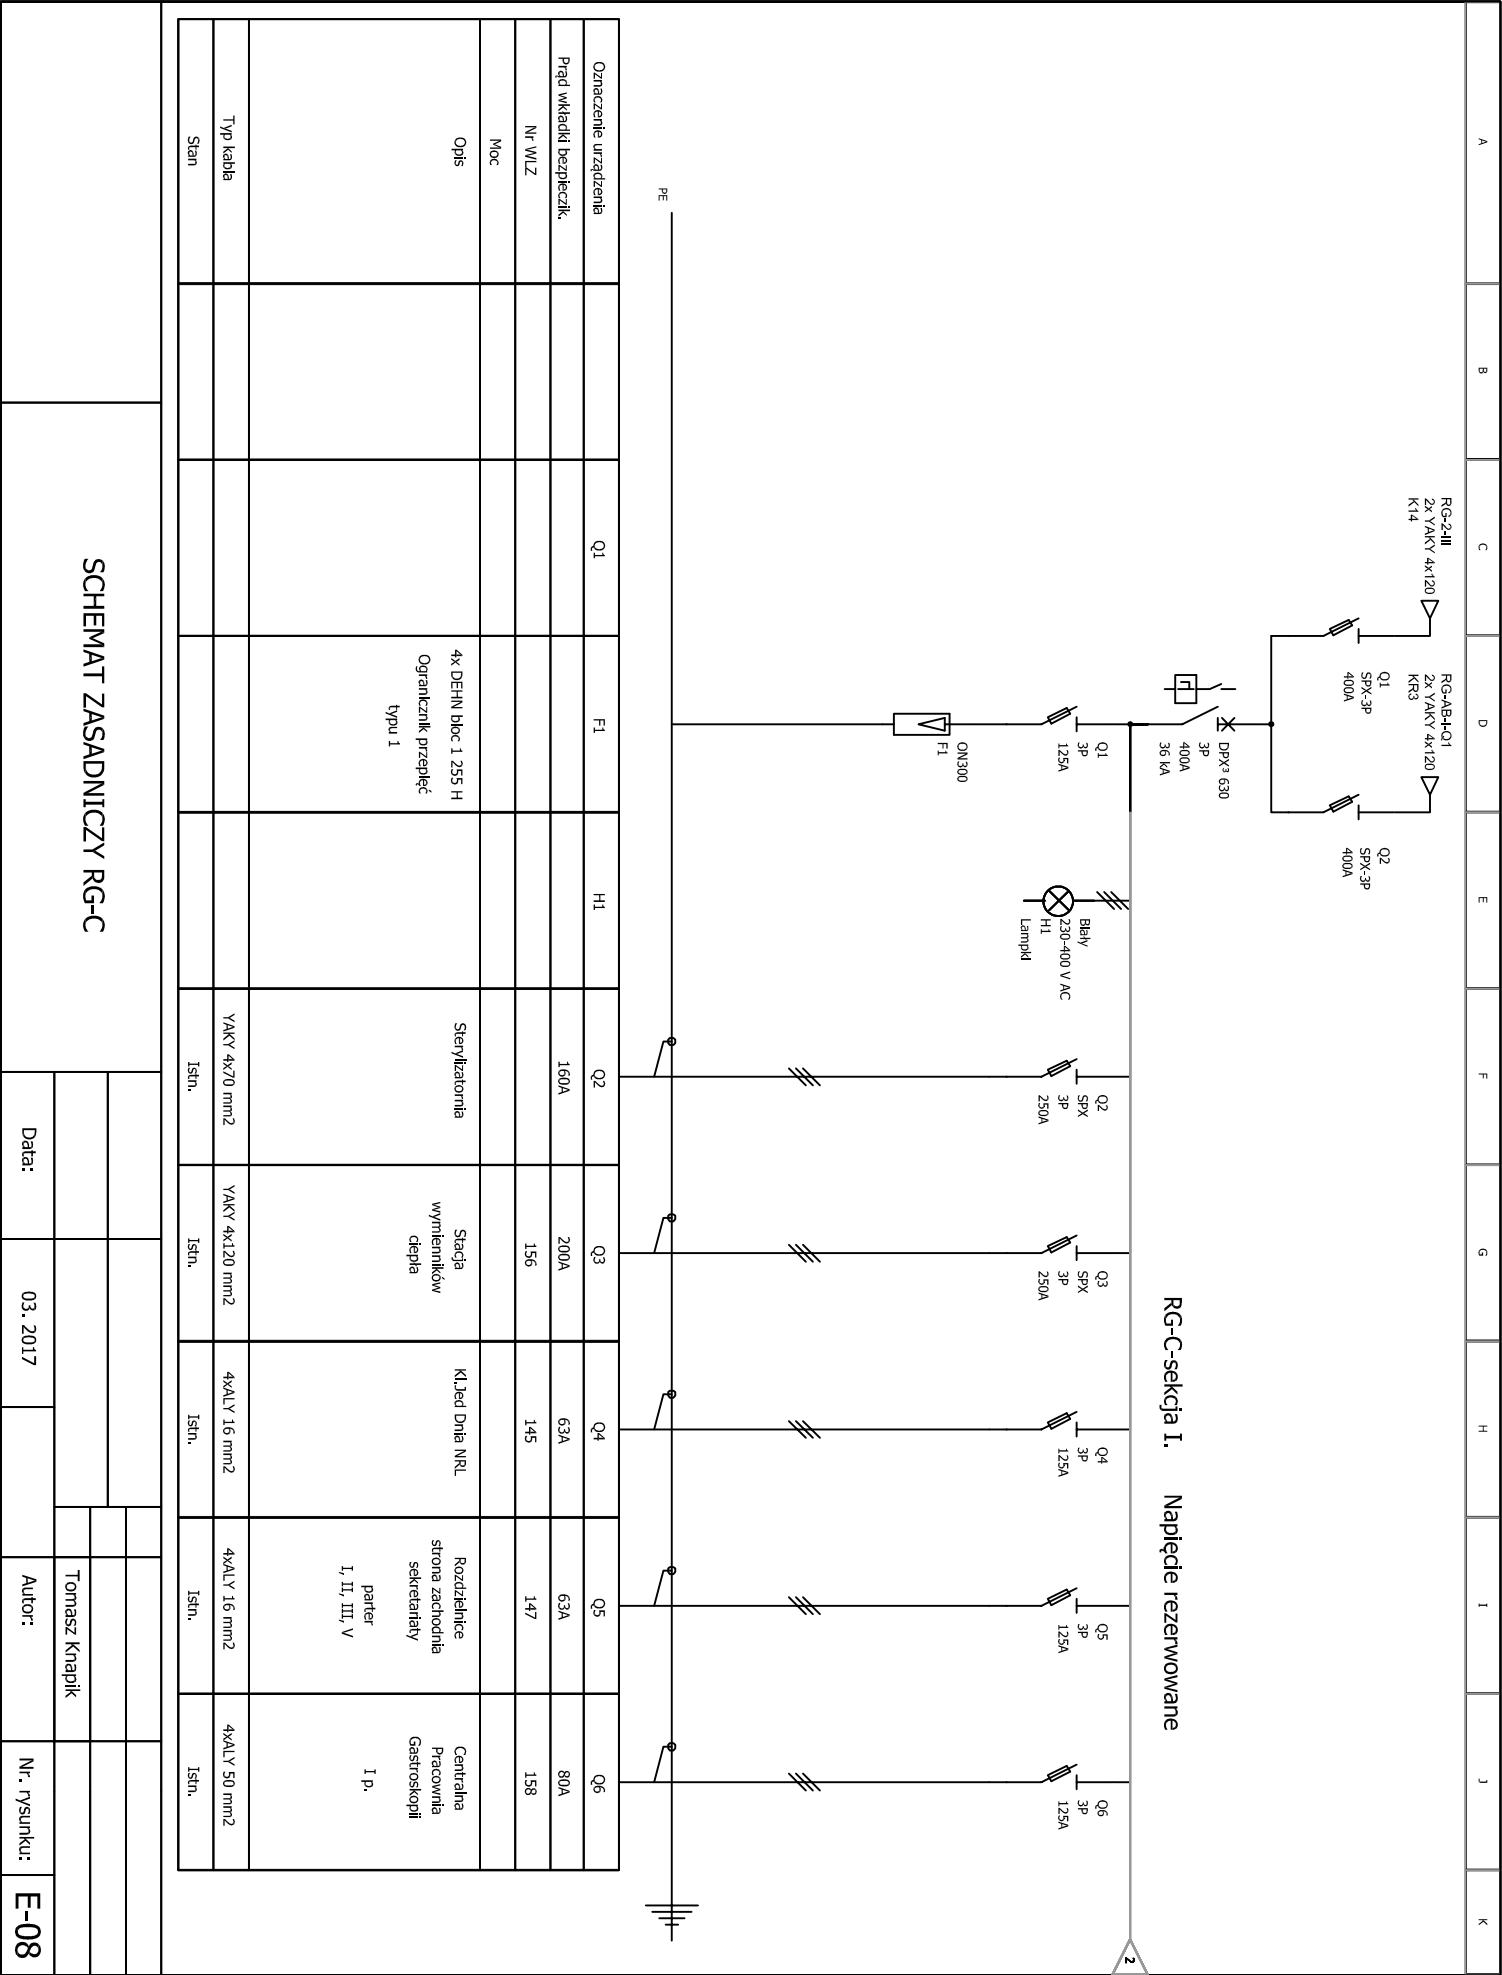 A
B
C
D
E
F
G
H
I
J
K
RG-2-III
2x YAKY 4x120
K14
RG-AB-I-Q1
2x YAKY 4x120
KR3
Q1
SPX-3P
400A
Q2
SPX-3P
400A
DPX³ 630
3P
400A
36 kA
RG-C-sekcja I. Napięcie rezerwowane
2
Q1
3P
125A
Biały
230-400 V AC
H1
Lampki
Q2
SPX
3P
250A
Q3
SPX
3P
250A
Q4
3P
125A
Q5
3P
125A
Q6
3P
125A
ON300
F1
PE
Oznaczenie urządzenia
Q1
F1
H1
Q2
Q3
Q4
Q5
Q6
Prąd wkładki bezpieczik.
160A
200A
63A
63A
80A
Nr WLZ
156
145
147
158
Moc
Opis
4x DEHN bloc 1 255 H
Ogranicznik przepięć
typu 1
Sterylizatornia
Stacja
wymienników
ciepła
Kl.Jed Dnia NRL
Rozdzielnice
strona zachodnia
sekretariaty
parter
I, II, III, V
Centralna
Pracownia
Gastroskopii
I p.
Typ kabla
YAKY 4x70 mm2
YAKY 4x120 mm2
4xALY 16 mm2
4xALY 16 mm2
4xALY 50 mm2
Stan
Istn.
Istn.
Istn.
Istn.
Istn.
SCHEMAT ZASADNICZY RG-C
Tomasz Knapik
Data:
03. 2017
Autor:
Nr. rysunku:
E-08